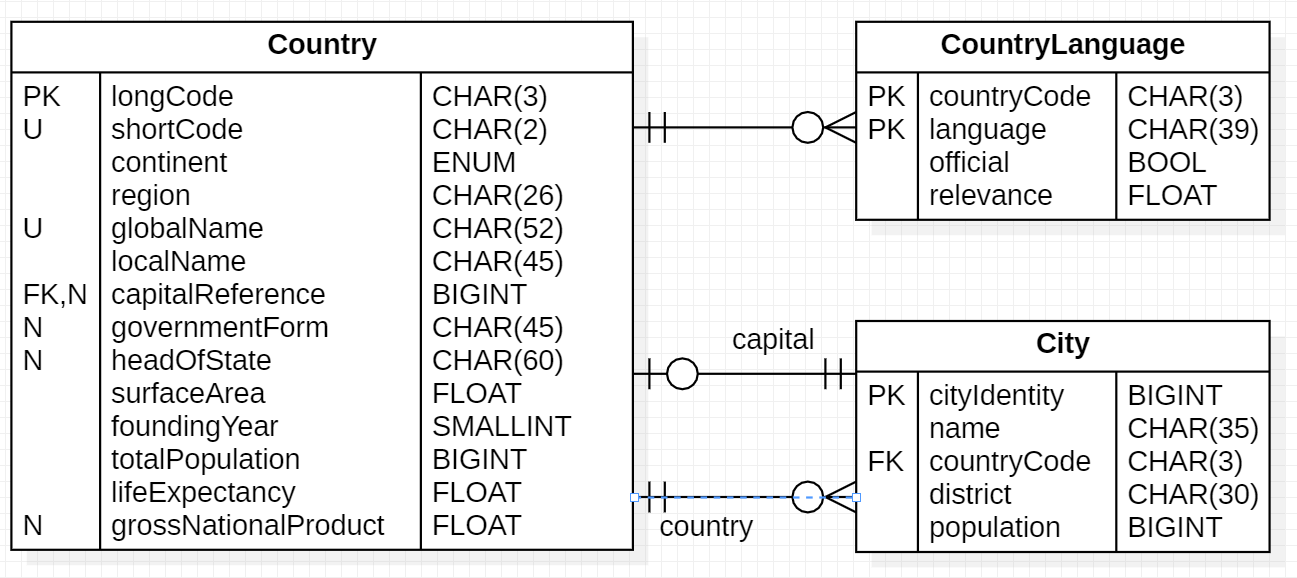 Country
PK longCode CHAR(3)
U shortCode CHAR(2)
continent ENUM
region CHAR(26)
U globalName CHAR(52)
localName CHAR(45)
FK,N capitalReference BIGINT
N governmentForm CHAR(45)
N headOfState CHAR(60)
surfaceArea FLOAT
foundingYear SMALLINT
totalPopulation BIGINT
lifeExpectancy FLOAT
N grossNationalProduct FLOAT
CountryLanguage
PK countryCode CHAR(3)
PK language CHAR(39)
official BOOL
relevance FLOAT
capital
country
City
PK cityIdentity BIGINT
name CHAR(35)
FK countryCode CHAR(3)
district CHAR(30)
population BIGINT